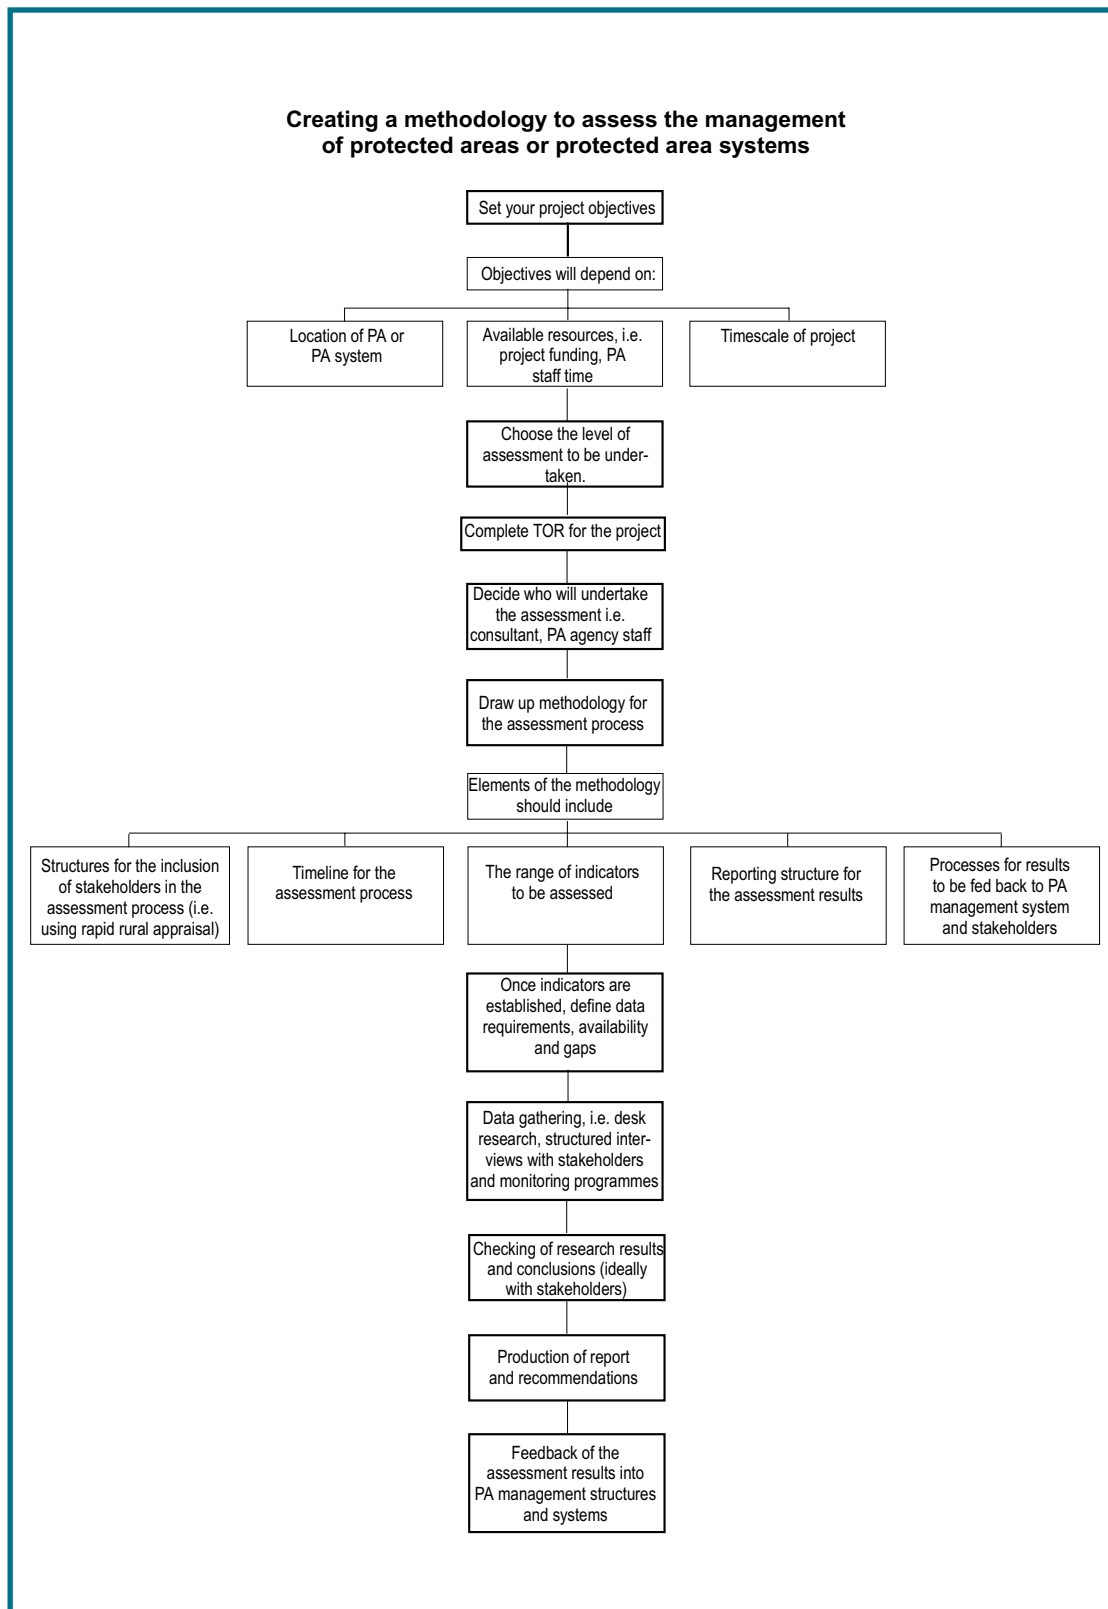 Creating a methodology to assess the management
of protected areas or protected area systems
Set your project objectives
Objectives will depend on:
Location of PA or
PA system
Available resources, i.e.
project funding, PA
staff time
Timescale of project
Choose the level of
assessment to be under-
taken.
Complete TOR for the project
Decide who will undertake
the assessment i.e.
consultant, PA agency staff
Draw up methodology for
the assessment process
Elements of the methodology
should include
Structures for the inclusion
of stakeholders in the
assessment process (i.e.
using rapid rural appraisal)
Timeline for the
assessment process
The range of indicators
to be assessed
Reporting structure for
the assessment results
Processes for results
to be fed back to PA
management system
and stakeholders
Once indicators are
established, define data
requirements, availability
and gaps
Data gathering, i.e. desk
research, structured inter-
views with stakeholders
and monitoring programmes
Checking of research results
and conclusions (ideally
with stakeholders)
Production of report
and recommendations
Feedback of the
assessment results into
PA management structures
and systems